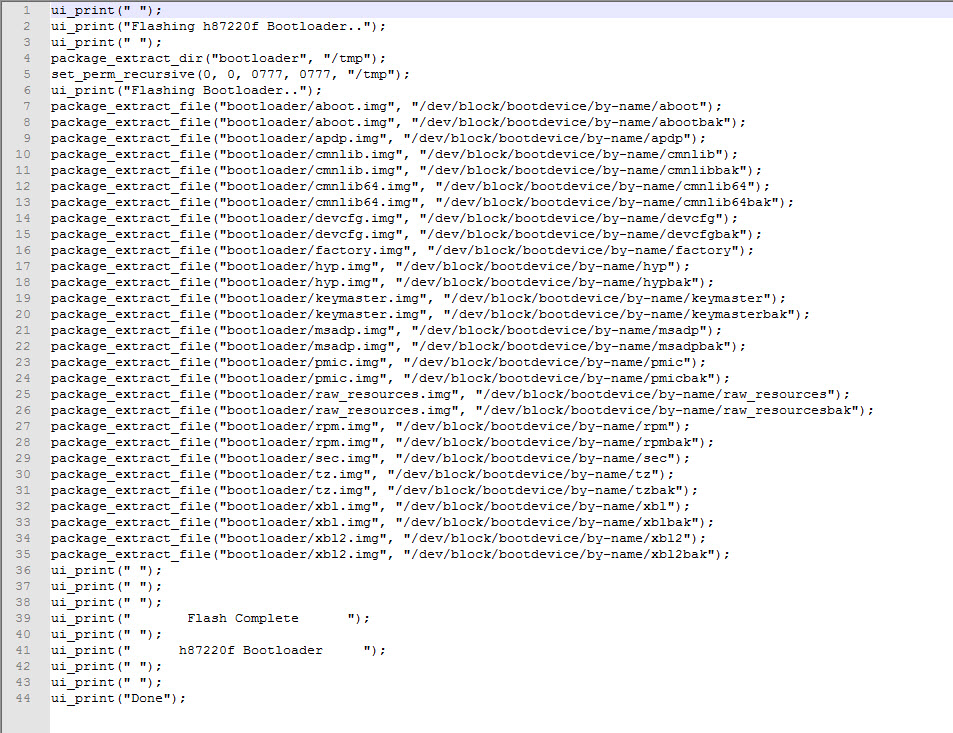 1 ui_print(" ");
2 ui_print("Flashing h87220f Bootloader..");
3 ui_print(" ");
4 package_extract_dir("bootloader", "/tmp");
5 set_perm_recursive(0, 0, 0777, 0777, "/tmp");
6 ui_print("Flashing Bootloader..");
7 package_extract_file("bootloader/aboot.img", "/dev/block/bootdevice/by-name/aboot");
8 package_extract_file("bootloader/aboot.img", "/dev/block/bootdevice/by-name/abootbak");
9 package_extract_file("bootloader/apdp.img", "/dev/block/bootdevice/by-name/apdp");
10 package_extract_file("bootloader/cmnlib.img", "/dev/block/bootdevice/by-name/cmnlib");
11 package_extract_file("bootloader/cmnlib.img", "/dev/block/bootdevice/by-name/cmnlibbak");
12 package_extract_file("bootloader/cmnlib64.img", "/dev/block/bootdevice/by-name/cmnlib64");
13 package_extract_file("bootloader/cmnlib64.img", "/dev/block/bootdevice/by-name/cmnlib64bak");
14 package_extract_file("bootloader/devcfg.img", "/dev/block/bootdevice/by-name/devcfg");
15 package_extract_file("bootloader/devcfg.img", "/dev/block/bootdevice/by-name/devcfgbak");
16 package_extract_file("bootloader/factory.img", "/dev/block/bootdevice/by-name/factory");
17 package_extract_file("bootloader/hyp.img", "/dev/block/bootdevice/by-name/hyp");
18 package_extract_file("bootloader/hyp.img", "/dev/block/bootdevice/by-name/hypbak");
19 package_extract_file("bootloader/keymaster.img", "/dev/block/bootdevice/by-name/keymaster");
20 package_extract_file("bootloader/keymaster.img", "/dev/block/bootdevice/by-name/keymasterbak");
21 package_extract_file("bootloader/msadp.img", "/dev/block/bootdevice/by-name/msadp");
22 package_extract_file("bootloader/msadp.img", "/dev/block/bootdevice/by-name/msadpbak");
23 package_extract_file("bootloader/pmic.img", "/dev/block/bootdevice/by-name/pmic");
24 package_extract_file("bootloader/pmic.img", "/dev/block/bootdevice/by-name/pmicbak");
25 package_extract_file("bootloader/raw_resources.img", "/dev/block/bootdevice/by-name/raw_resources");
26 package_extract_file("bootloader/raw_resources.img", "/dev/block/bootdevice/by-name/raw_resourcesbak");
27 package_extract_file("bootloader/rpm.img", "/dev/block/bootdevice/by-name/rpm");
28 package_extract_file("bootloader/rpm.img", "/dev/block/bootdevice/by-name/rpmbak");
29 package_extract_file("bootloader/sec.img", "/dev/block/bootdevice/by-name/sec");
30 package_extract_file("bootloader/tz.img", "/dev/block/bootdevice/by-name/tz");
31 package_extract_file("bootloader/tz.img", "/dev/block/bootdevice/by-name/tzbak");
32 package_extract_file("bootloader/xbl.img", "/dev/block/bootdevice/by-name/xbl");
33 package_extract_file("bootloader/xbl.img", "/dev/block/bootdevice/by-name/xblbak");
34 package_extract_file("bootloader/xbl2.img", "/dev/block/bootdevice/by-name/xbl2");
35 package_extract_file("bootloader/xbl2.img", "/dev/block/bootdevice/by-name/xbl2bak");
36 ui_print(" ");
37 ui_print(" ");
38 ui_print(" ");
39 ui_print("       Flash Complete      ");
40 ui_print(" ");
41 ui_print("      h87220f Bootloader     ");
42 ui_print(" ");
43 ui_print(" ");
44 ui_print("Done");